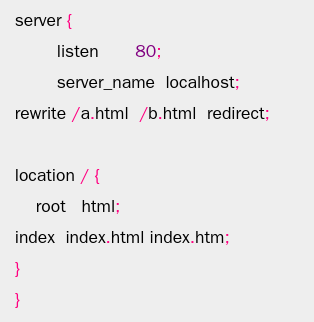 server {
listen 80;
server_name localhost;
rewrite /a.html /b.html redirect;
location / {
root html;
index index.html index.htm;
}
}